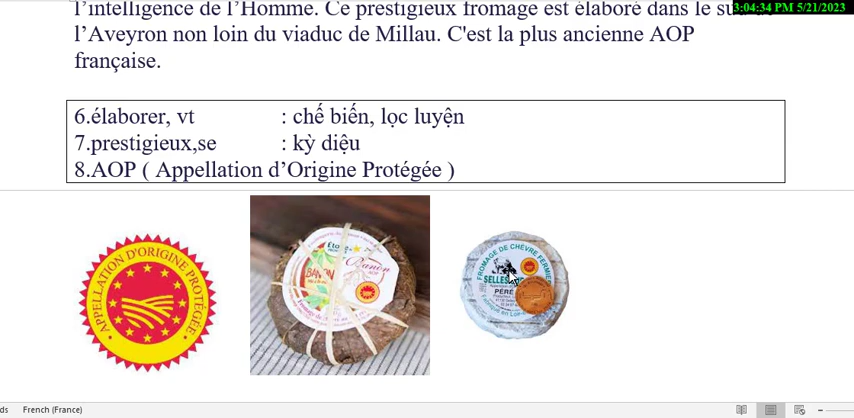 l'intelligence de l'Homme. Ce prestigieux fromage est élaboré dans le
3:04:34 PM 5/21/2023
l'Aveyron non loin du viaduc de Millau. C'est la plus ancienne AOP
française.
6.élaborer, vt : chế biến, lọc luyện
7.prestigieux,se : kỳ diệu
8.AOP ( Appellation d'Origine Protégée )
APPELLATION D'ORIGINE PROTÉGÉE
BANON
Banon
FROMAGE DE CHÈVRE FERMIER
SELLES
French (France)